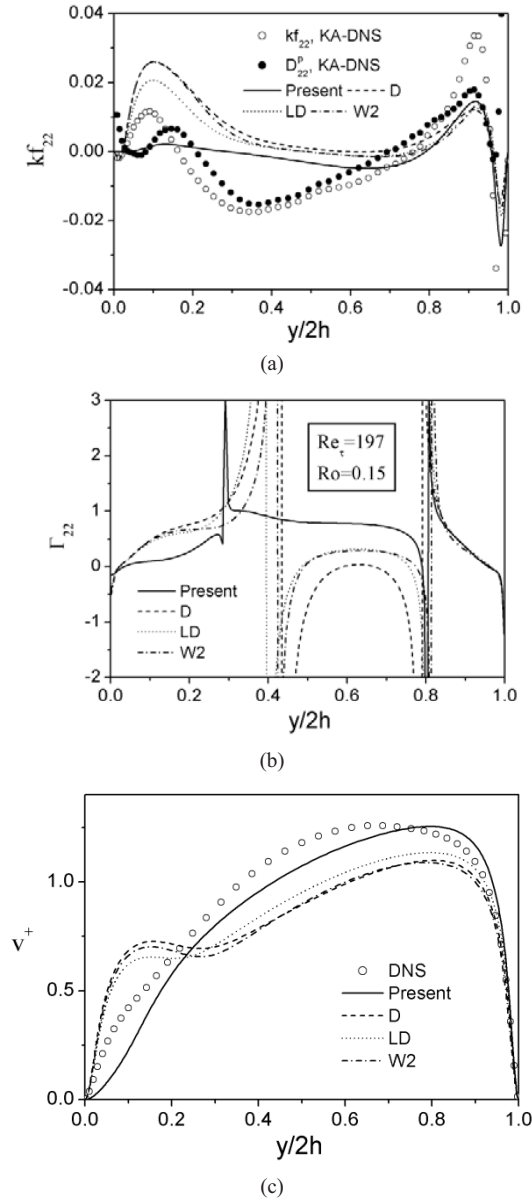 0.04
kf22, KA-DNS
D^p_22, KA-DNS
Present
D
LD
W2
0.02
kf22
0.00
-0.02
-0.04
0.0 0.2 0.4 0.6 0.8 1.0
y/2h
(a)
3
2
1
Γ22
0
-1
-2
Reτ=197
Ro=0.15
Present
D
LD
W2
0.0 0.2 0.4 0.6 0.8 1.0
y/2h
(b)
1.0
v+
0.5
0.0
DNS
Present
D
LD
W2
0.0 0.2 0.4 0.6 0.8 1.0
y/2h
(c)